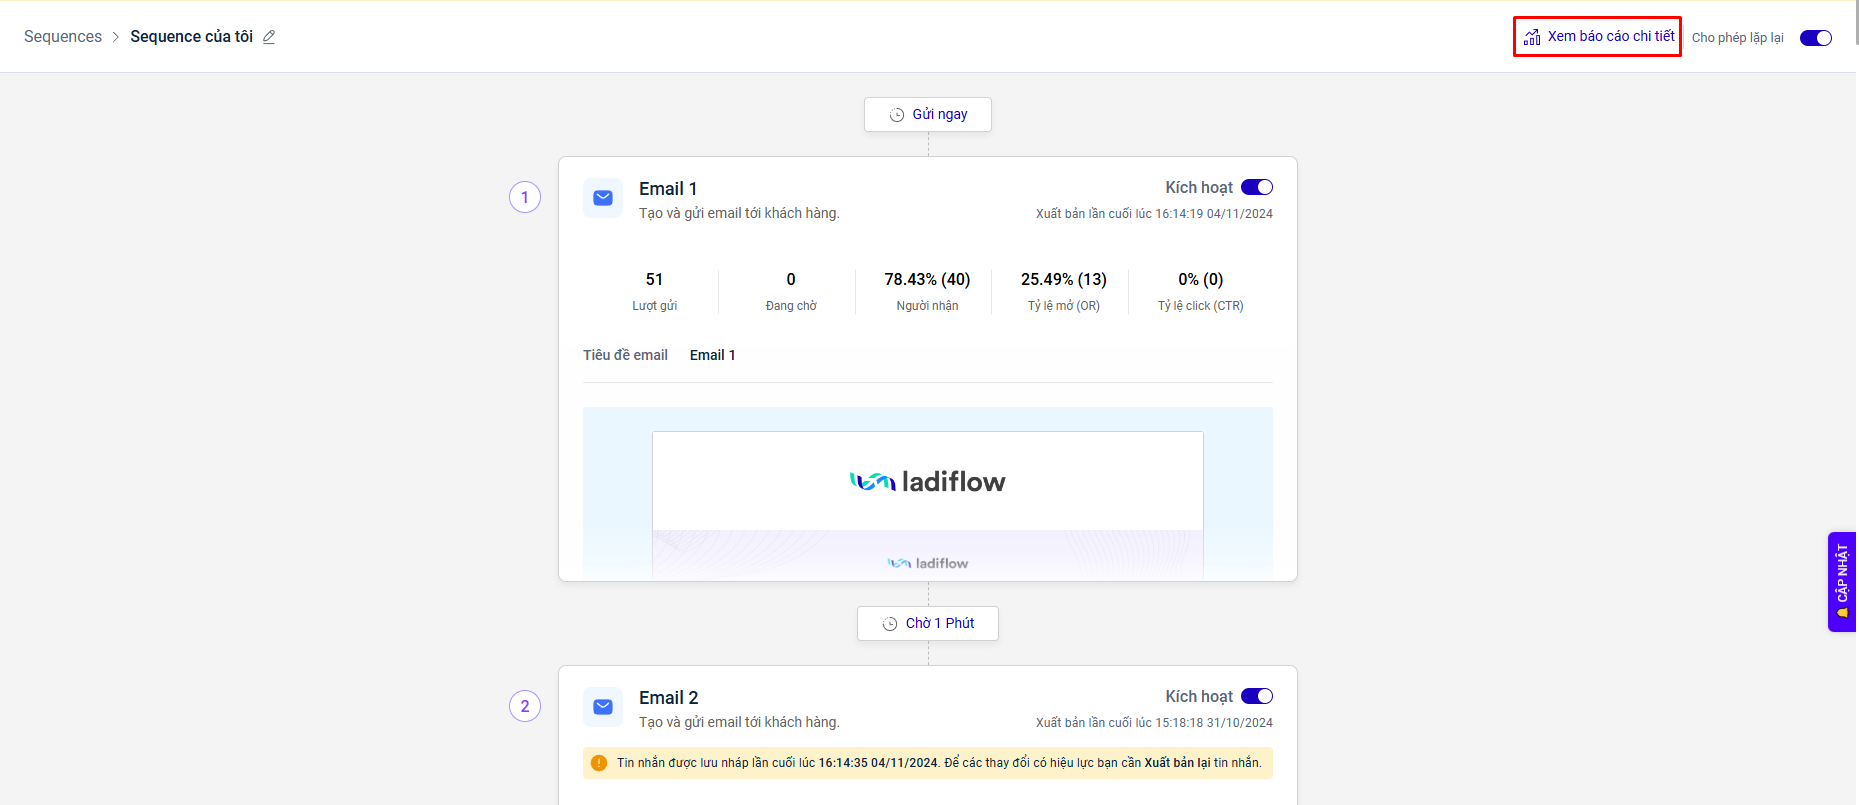 Sequences > Sequence của tôi
Xem báo cáo chi tiết
Cho phép lặp lại
Gửi ngay
1
Email 1
Kích hoạt
Tạo và gửi email tới khách hàng.
Xuất bản lần cuối lúc 16:14:19 04/11/2024
51
0
78.43% (40)
25.49% (13)
0% (0)
Lượt gửi
Đang chờ
Người nhận
Tỷ lệ mở (OR)
Tỷ lệ click (CTR)
Tiêu đề email
Email 1
ladiflow
ladiflow
CẬP NHẬT
Chờ 1 Phút
2
Email 2
Kích hoạt
Tạo và gửi email tới khách hàng.
Xuất bản lần cuối lúc 15:18:18 31/10/2024
Tin nhắn được lưu nháp lần cuối lúc 16:14:35 04/11/2024. Để các thay đổi có hiệu lực bạn cần Xuất bản lại tin nhắn.